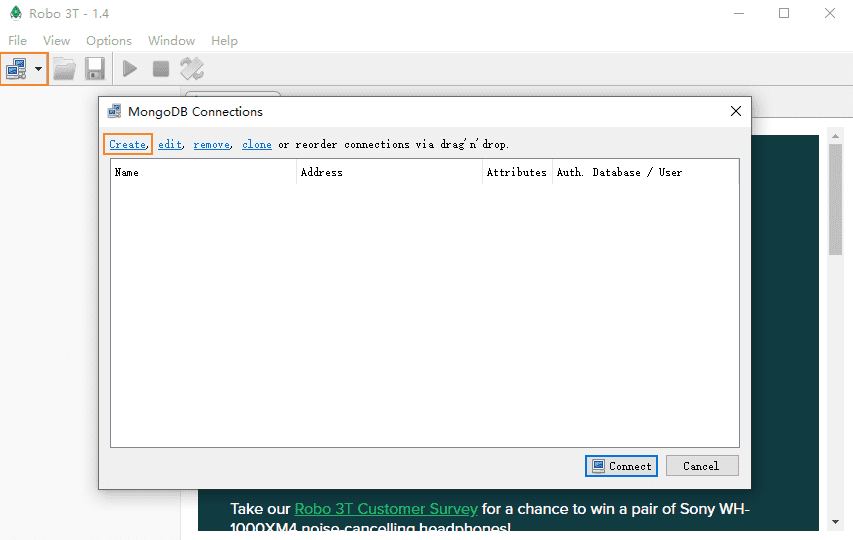 Robo 3T - 1.4
File View Options Window Help
MongoDB Connections
Create, edit, remove, clone or reorder connections via drag'n'drop.
Name Address Attributes Auth. Database / User
Connect Cancel
Take our Robo 3T Customer Survey for a chance to win a pair of Sony WH-
1000XM4 noise-cancelling headphones!